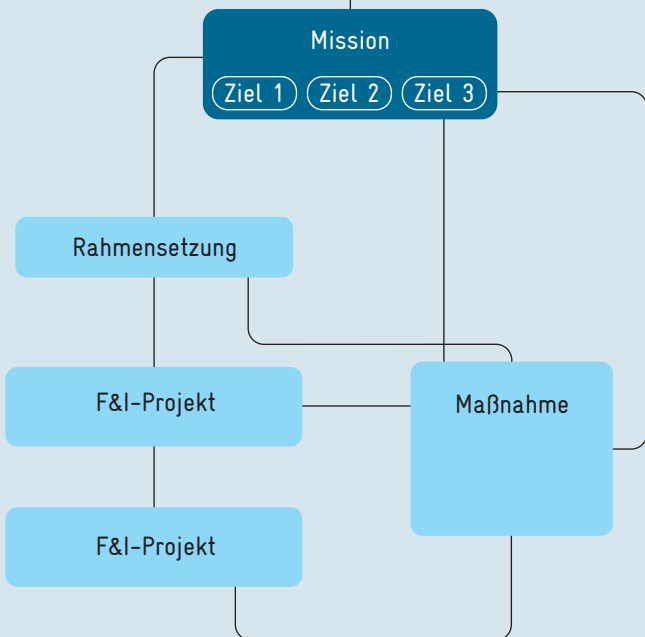 Mission
Ziel 1 Ziel 2 Ziel 3
Rahmensetzung
F&I-Projekt
Maßnahme
F&I-Projekt